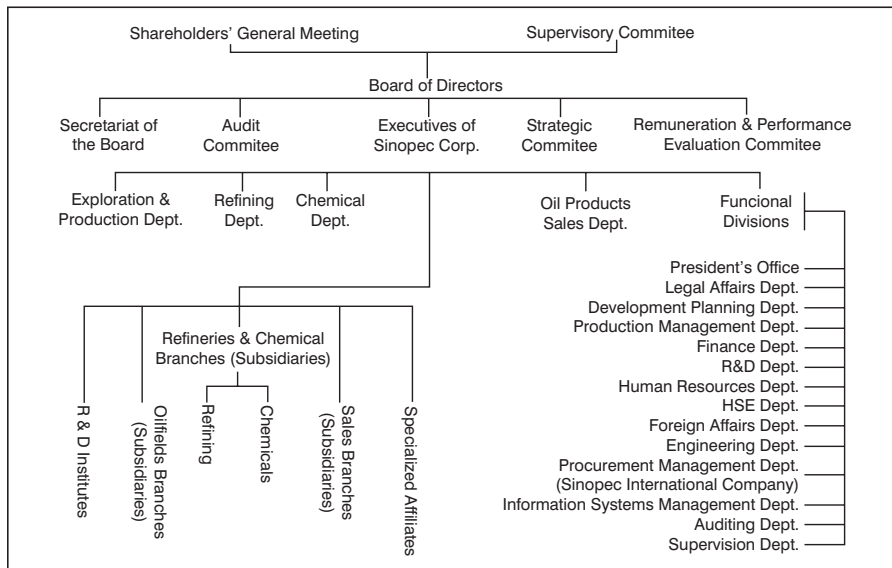 Shareholders' General Meeting
Supervisory Commitee
Board of Directors
Secretariat of
the Board
Audit
Commitee
Executives of
Sinopec Corp.
Strategic
Commitee
Remuneration & Performance
Evaluation Commitee
Exploration &
Production Dept.
Refining
Dept.
Chemical
Dept.
Oil Products
Sales Dept.
Funcional
Divisions
President's Office
Legal Affairs Dept.
Development Planning Dept.
Production Management Dept.
Finance Dept.
R&D Dept.
Human Resources Dept.
HSE Dept.
Foreign Affairs Dept.
Engineering Dept.
Procurement Management Dept.
(Sinopec International Company)
Information Systems Management Dept.
Auditing Dept.
Supervision Dept.
Refineries & Chemical
Branches (Subsidiaries)
R & D Institutes
Oilfields Branches
(Subsidiaries)
Refining
Chemicals
Sales Branches
(Subsidiaries)
Specialized Affiliates